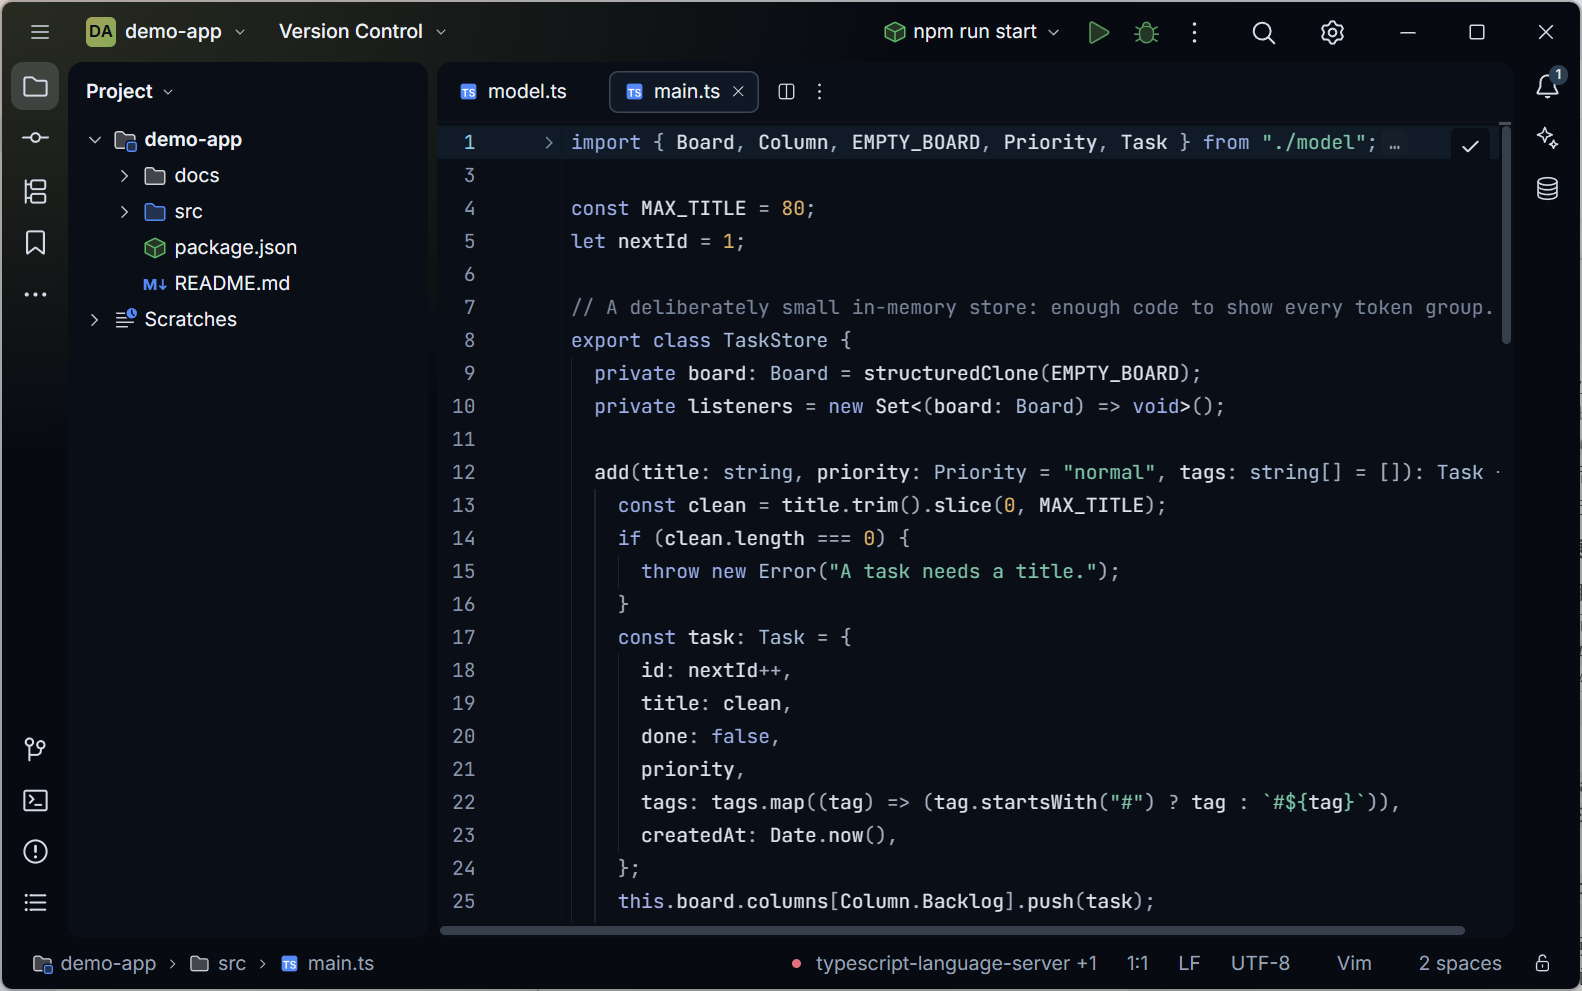 DA demo-app Version Control npm run start
Project
demo-app
docs
src
package.json
M↓ README.md
Scratches
TS model.ts TS main.ts
1 import { Board, Column, EMPTY_BOARD, Priority, Task } from "./model"; …
3
4 const MAX_TITLE = 80;
5 let nextId = 1;
6
7 // A deliberately small in-memory store: enough code to show every token group.
8 export class TaskStore {
9 private board: Board = structuredClone(EMPTY_BOARD);
10 private listeners = new Set<(board: Board) => void>();
11
12 add(title: string, priority: Priority = "normal", tags: string[] = []): Task
13 const clean = title.trim().slice(0, MAX_TITLE);
14 if (clean.length === 0) {
15 throw new Error("A task needs a title.");
16 }
17 const task: Task = {
18 id: nextId++,
19 title: clean,
20 done: false,
21 priority,
22 tags: tags.map((tag) => (tag.startsWith("#") ? tag : `#${tag}`)),
23 createdAt: Date.now(),
24 };
25 this.board.columns[Column.Backlog].push(task);
1
demo-app > src > TS main.ts typescript-language-server +1 1:1 LF UTF-8 Vim 2 spaces